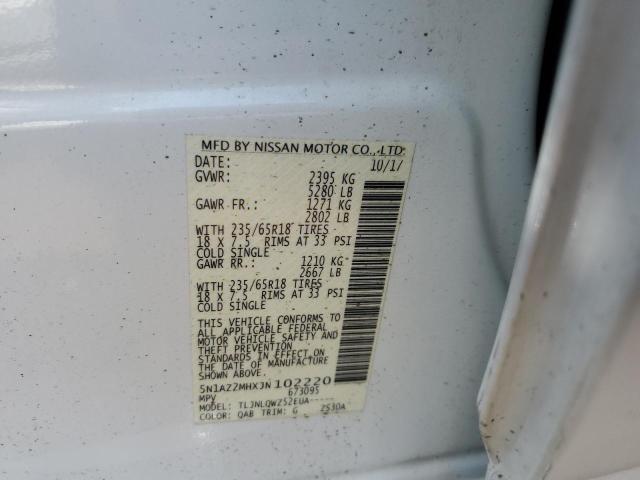 MFD BY NISSAN MOTOR CO.,LTD
DATE: 10/17
GVWR: 2395 KG
5280 LB
GAWR FR.: 1271 KG
2802 LB
WITH 235/65R18 TIRES
18 X 7.5 RIMS AT 33 PSI
COLD SINGLE
GAWR RR.: 1210 KG
2667 LB
WITH 235/65R18 TIRES
18 X 7.5 RIMS AT 33 PSI
COLD SINGLE
THIS VEHICLE CONFORMS TO
ALL APPLICABLE FEDERAL
MOTOR VEHICLE SAFETY AND
THEFT PREVENTION
STANDARDS IN EFFECT ON
THE DATE OF MANUFACTURE
SHOWN ABOVE.
5N1AZ2MHXJN102220
MPV 673095
MODEL: TLJNLQWZ52EUA-----
COLOR: QAB TRIM: G 2530A